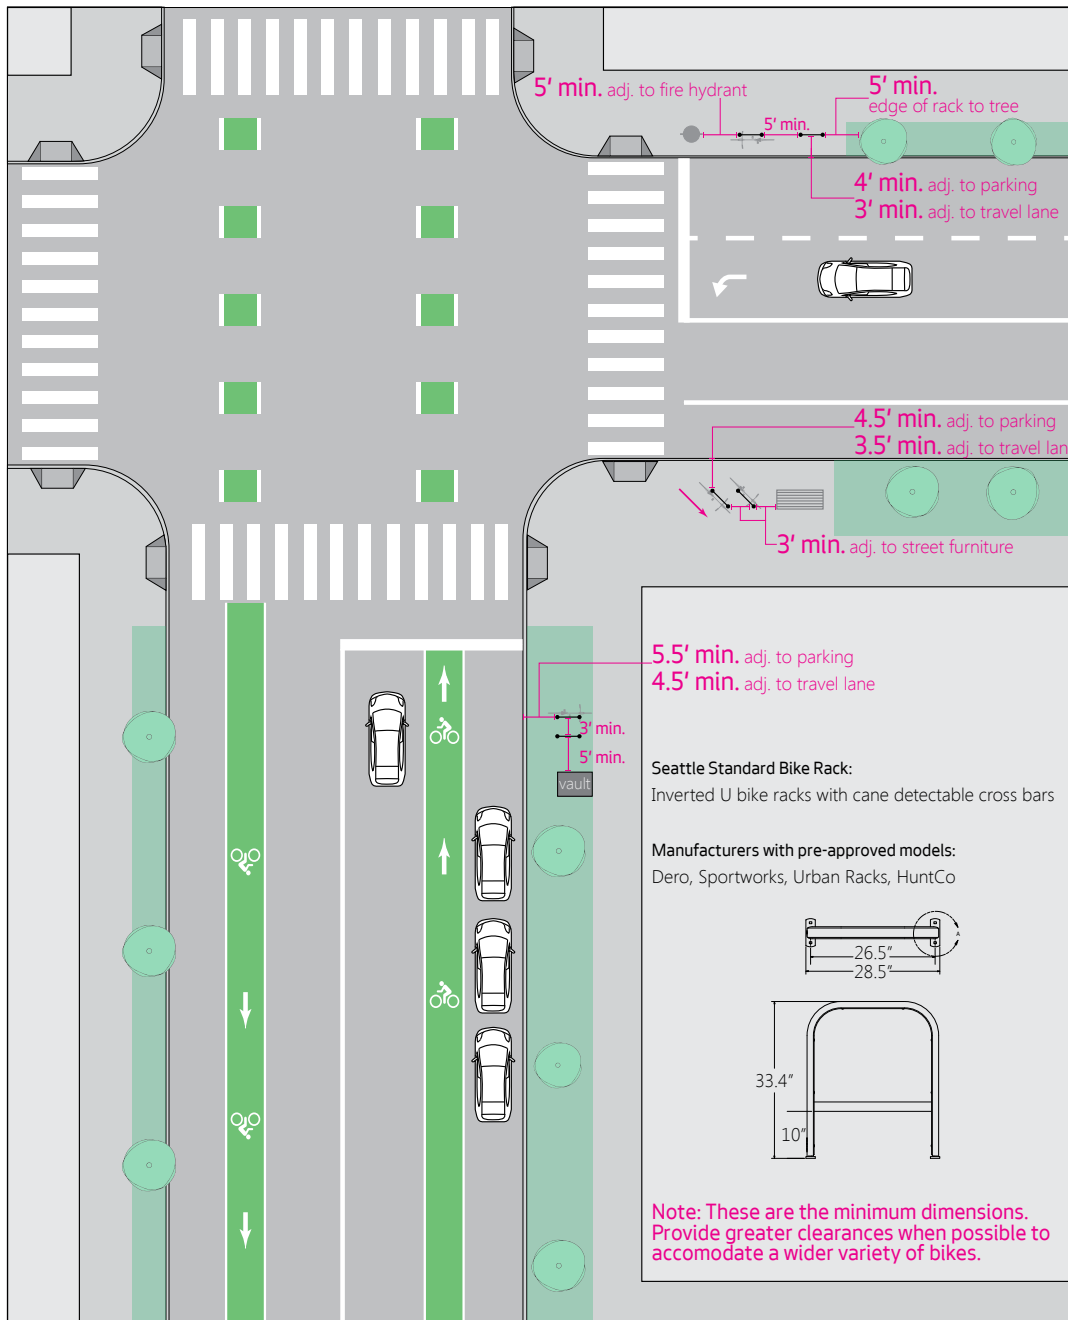 5' min. adj. to fire hydrant
5' min.
edge of rack to tree
5' min.
4' min. adj. to parking
3' min. adj. to travel lane
4.5' min. adj. to parking
3.5' min. adj. to travel lan
3' min. adj. to street furniture
5.5' min. adj. to parking
4.5' min. adj. to travel lane
3' min.
5' min.
vault
Seattle Standard Bike Rack:
Inverted U bike racks with cane detectable cross bars
Manufacturers with pre-approved models:
Dero, Sportworks, Urban Racks, HuntCo
A
26.5"
28.5"
33.4"
10"
Note: These are the minimum dimensions.
Provide greater clearances when possible to
accomodate a wider variety of bikes.